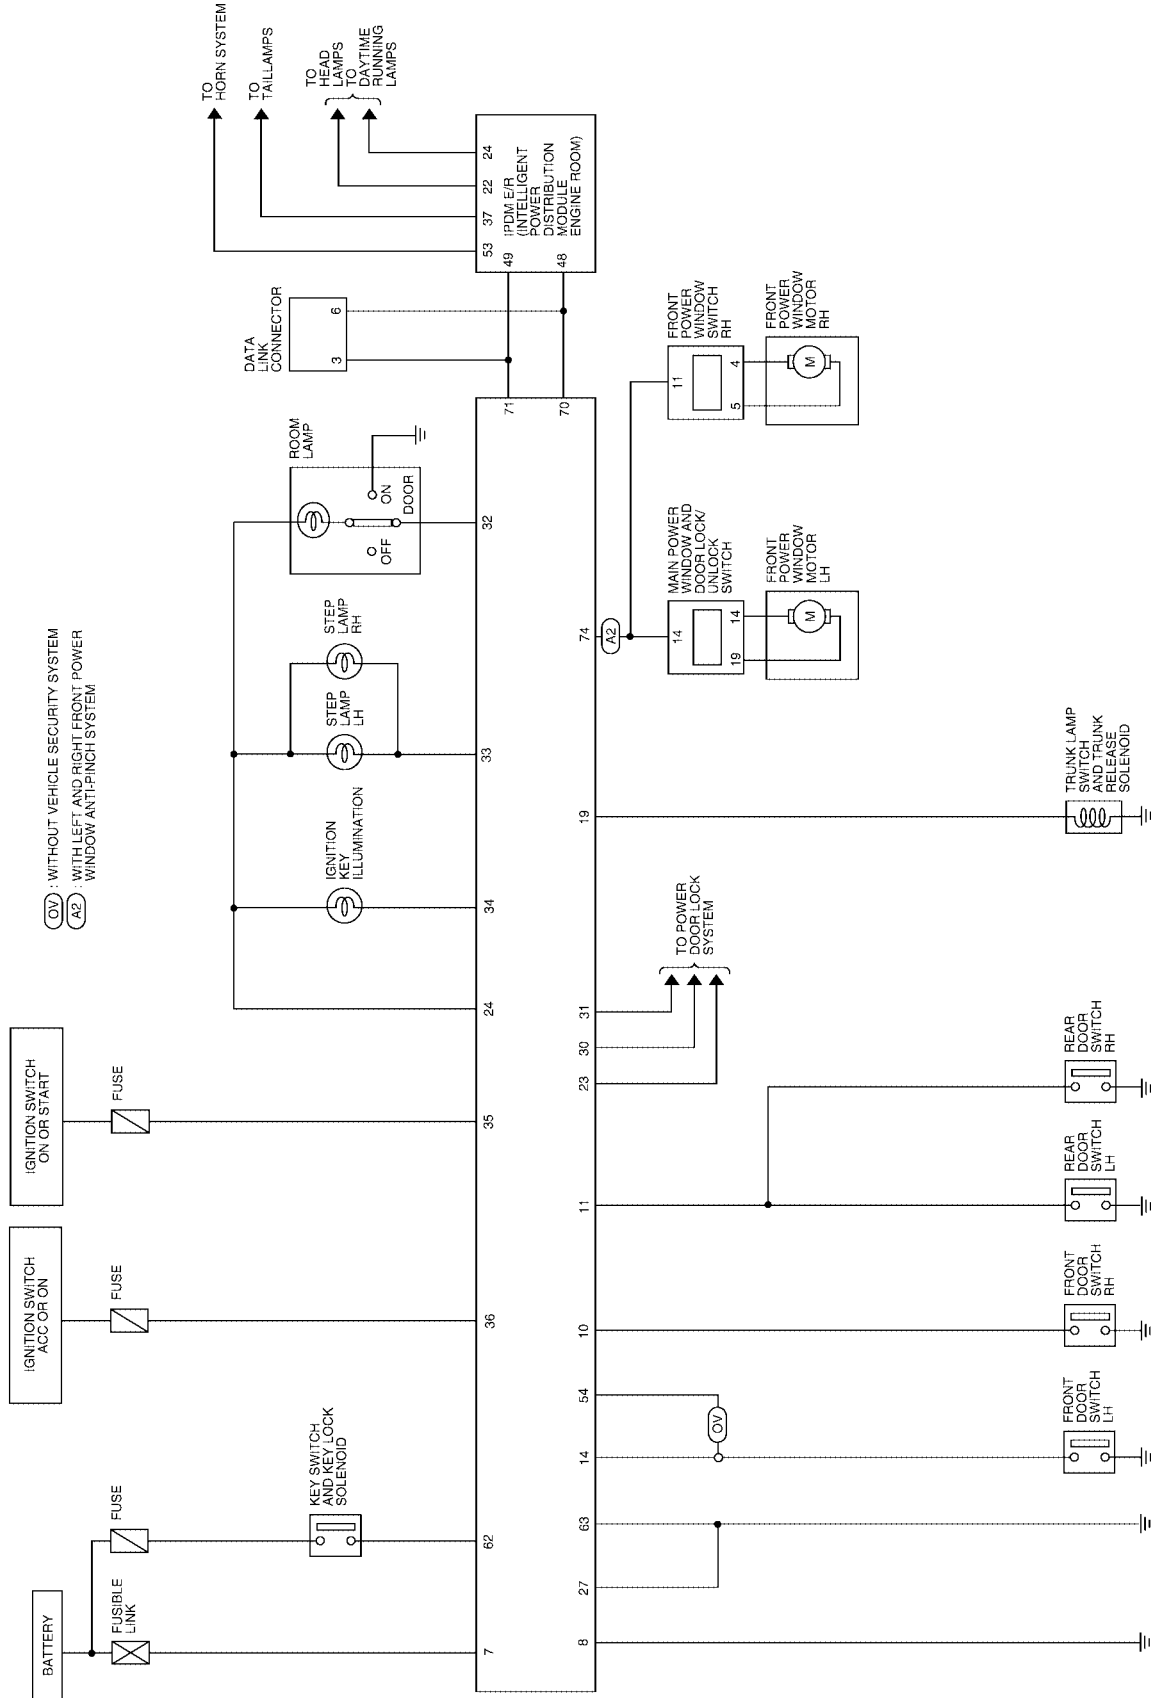 BATTERY
IGNITION SWITCH
ACC OR ON
IGNITION SWITCH
ON OR START
OV : WITHOUT VEHICLE SECURITY SYSTEM
A2 : WITH LEFT AND RIGHT FRONT POWER
WINDOW ANTI-PINCH SYSTEM
FUSIBLE
LINK
FUSE
FUSE
FUSE
KEY SWITCH
AND KEY LOCK
SOLENOID
IGNITION
KEY
ILLUMINATION
STEP
LAMP
LH
STEP
LAMP
RH
ROOM
LAMP
OFF
ON
DOOR
DATA
LINK
CONNECTOR
3
6
TO
HORN SYSTEM
TO
TAILLAMPS
TO
HEAD
LAMPS
TO
DAYTIME
RUNNING
LAMPS
7
62
36
35
24
34
33
32
71
70
49
48
53
37
22
24
IPDM E/R
(INTELLIGENT
POWER
DISTRIBUTION
MODULE
ENGINE ROOM)
8
27
63
14
54
10
11
23
30
31
19
74
OV
A2
TO POWER
DOOR LOCK
SYSTEM
MAIN POWER
WINDOW AND
DOOR LOCK/
UNLOCK
SWITCH
14
19
14
FRONT
POWER
WINDOW
MOTOR
LH
M
FRONT
POWER
WINDOW
SWITCH
RH
11
5
4
FRONT
POWER
WINDOW
MOTOR
RH
M
FRONT
DOOR
SWITCH
LH
FRONT
DOOR
SWITCH
RH
REAR
DOOR
SWITCH
LH
REAR
DOOR
SWITCH
RH
TRUNK LAMP
SWITCH
AND TRUNK
RELEASE
SOLENOID